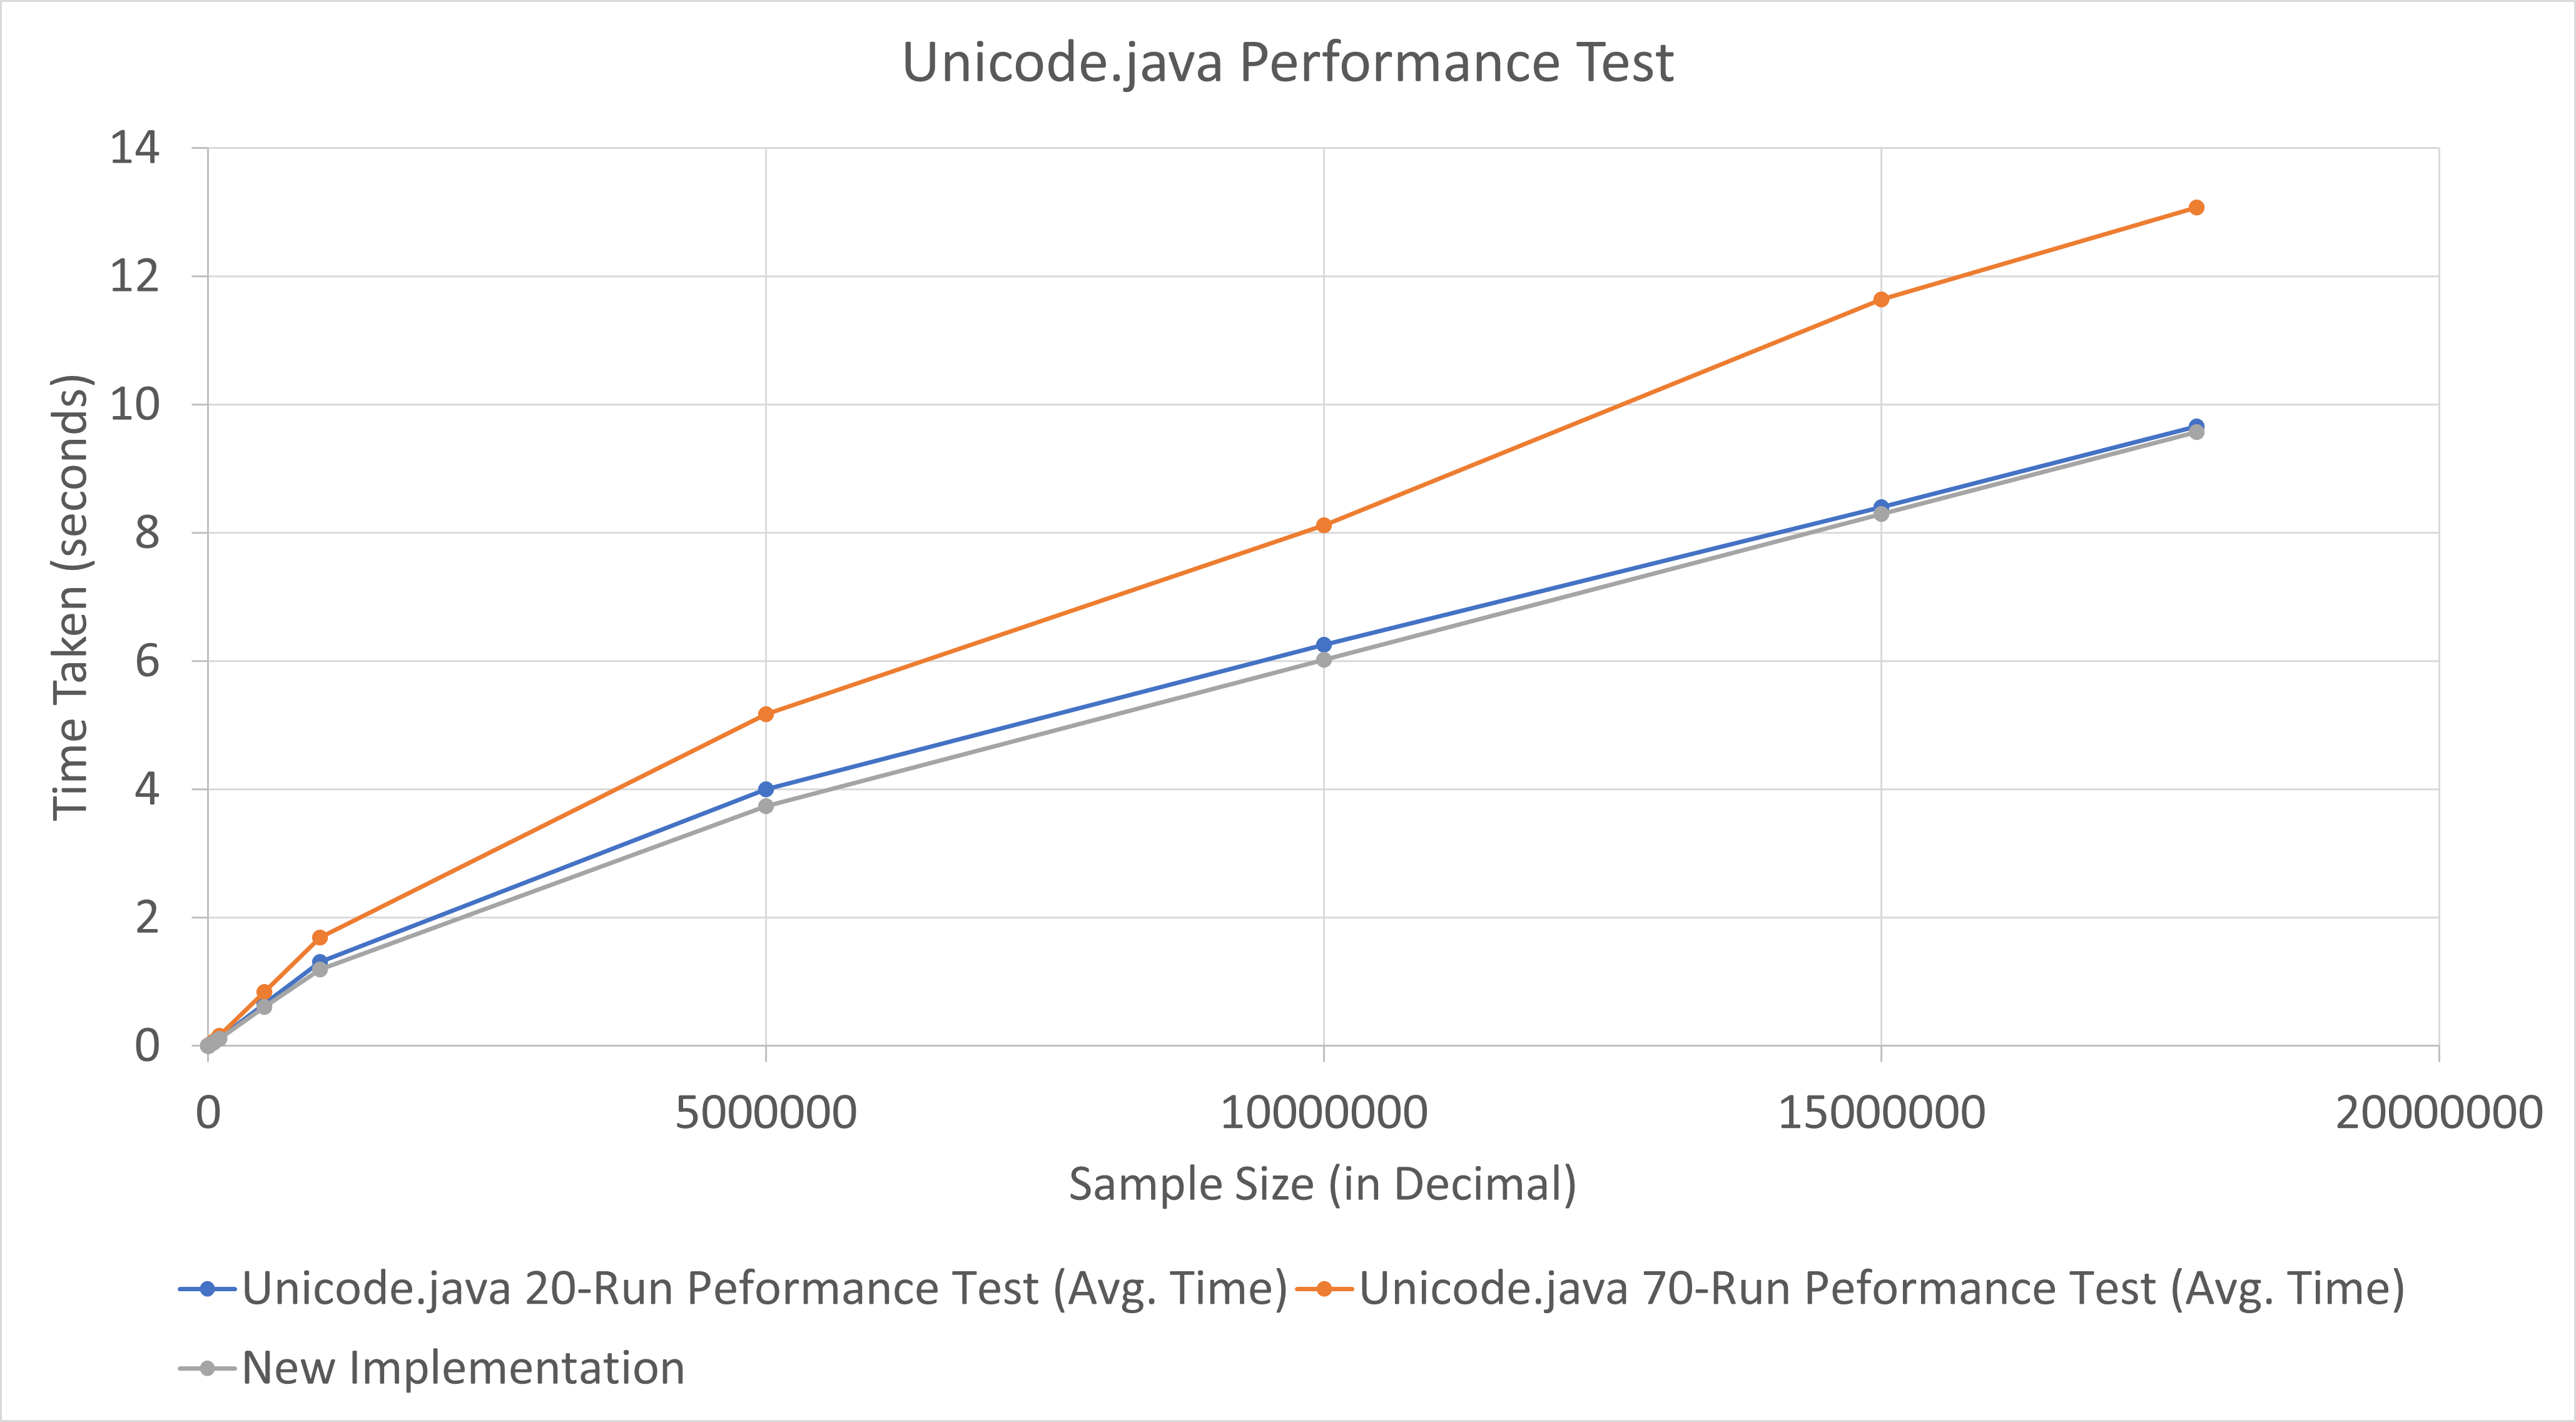 Unicode.java Performance Test
14
12
10
8
6
4
2
0
Time Taken (seconds)
0 5000000 10000000 15000000 20000000
Sample Size (in Decimal)
Unicode.java 20-Run Peformance Test (Avg. Time) Unicode.java 70-Run Peformance Test (Avg. Time)
New Implementation